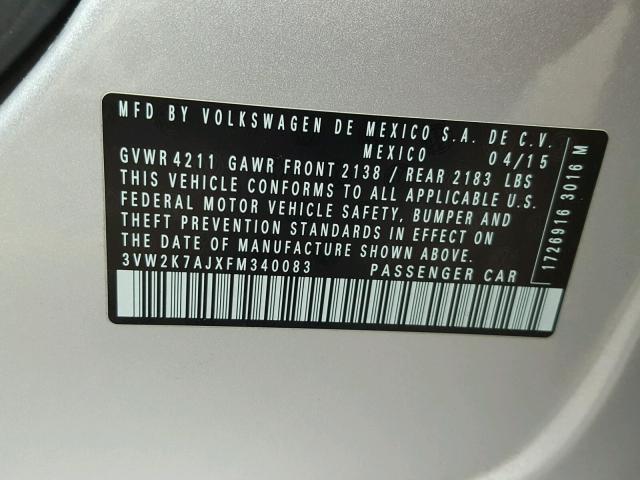 MFD BY VOLKSWAGEN DE MEXICO S.A. DE C.V.
MEXICO 04/15
GVWR 4211 GAWR FRONT 2138 / REAR 2183 LBS
THIS VEHICLE CONFORMS TO ALL APPLICABLE U.S.
FEDERAL MOTOR VEHICLE SAFETY, BUMPER AND
THEFT PREVENTION STANDARDS IN EFFECT ON
THE DATE OF MANUFACTURE SHOWN ABOVE.
3VW2K7AJXFM340083 PASSENGER CAR
1726916 3016 M